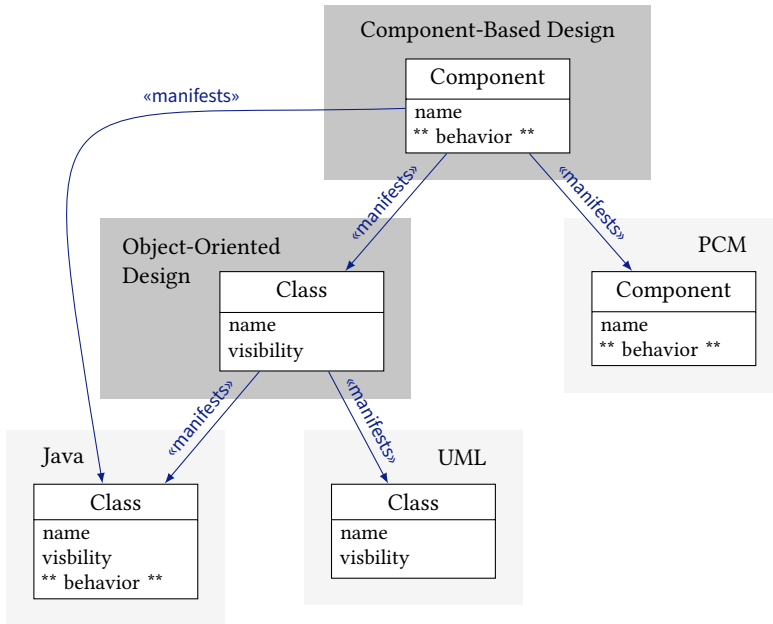 Component-Based Design
Component
name
** behavior **
«manifests»
«manifests»
«manifests»
Object-Oriented
Design
Class
name
visibility
PCM
Component
name
** behavior **
«manifests»
«manifests»
Java
Class
name
visbility
** behavior **
UML
Class
name
visbility